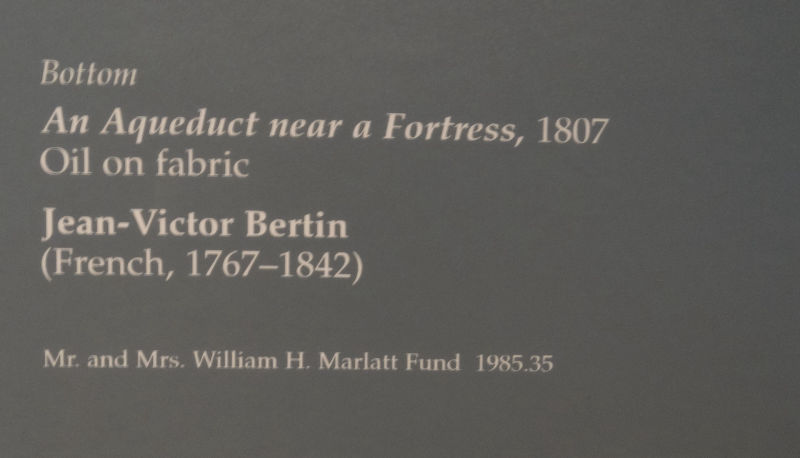 Bottom
An Aqueduct near a Fortress, 1807
Oil on fabric
Jean-Victor Bertin
(French, 1767–1842)
Mr. and Mrs. William H. Marlatt Fund 1985.35